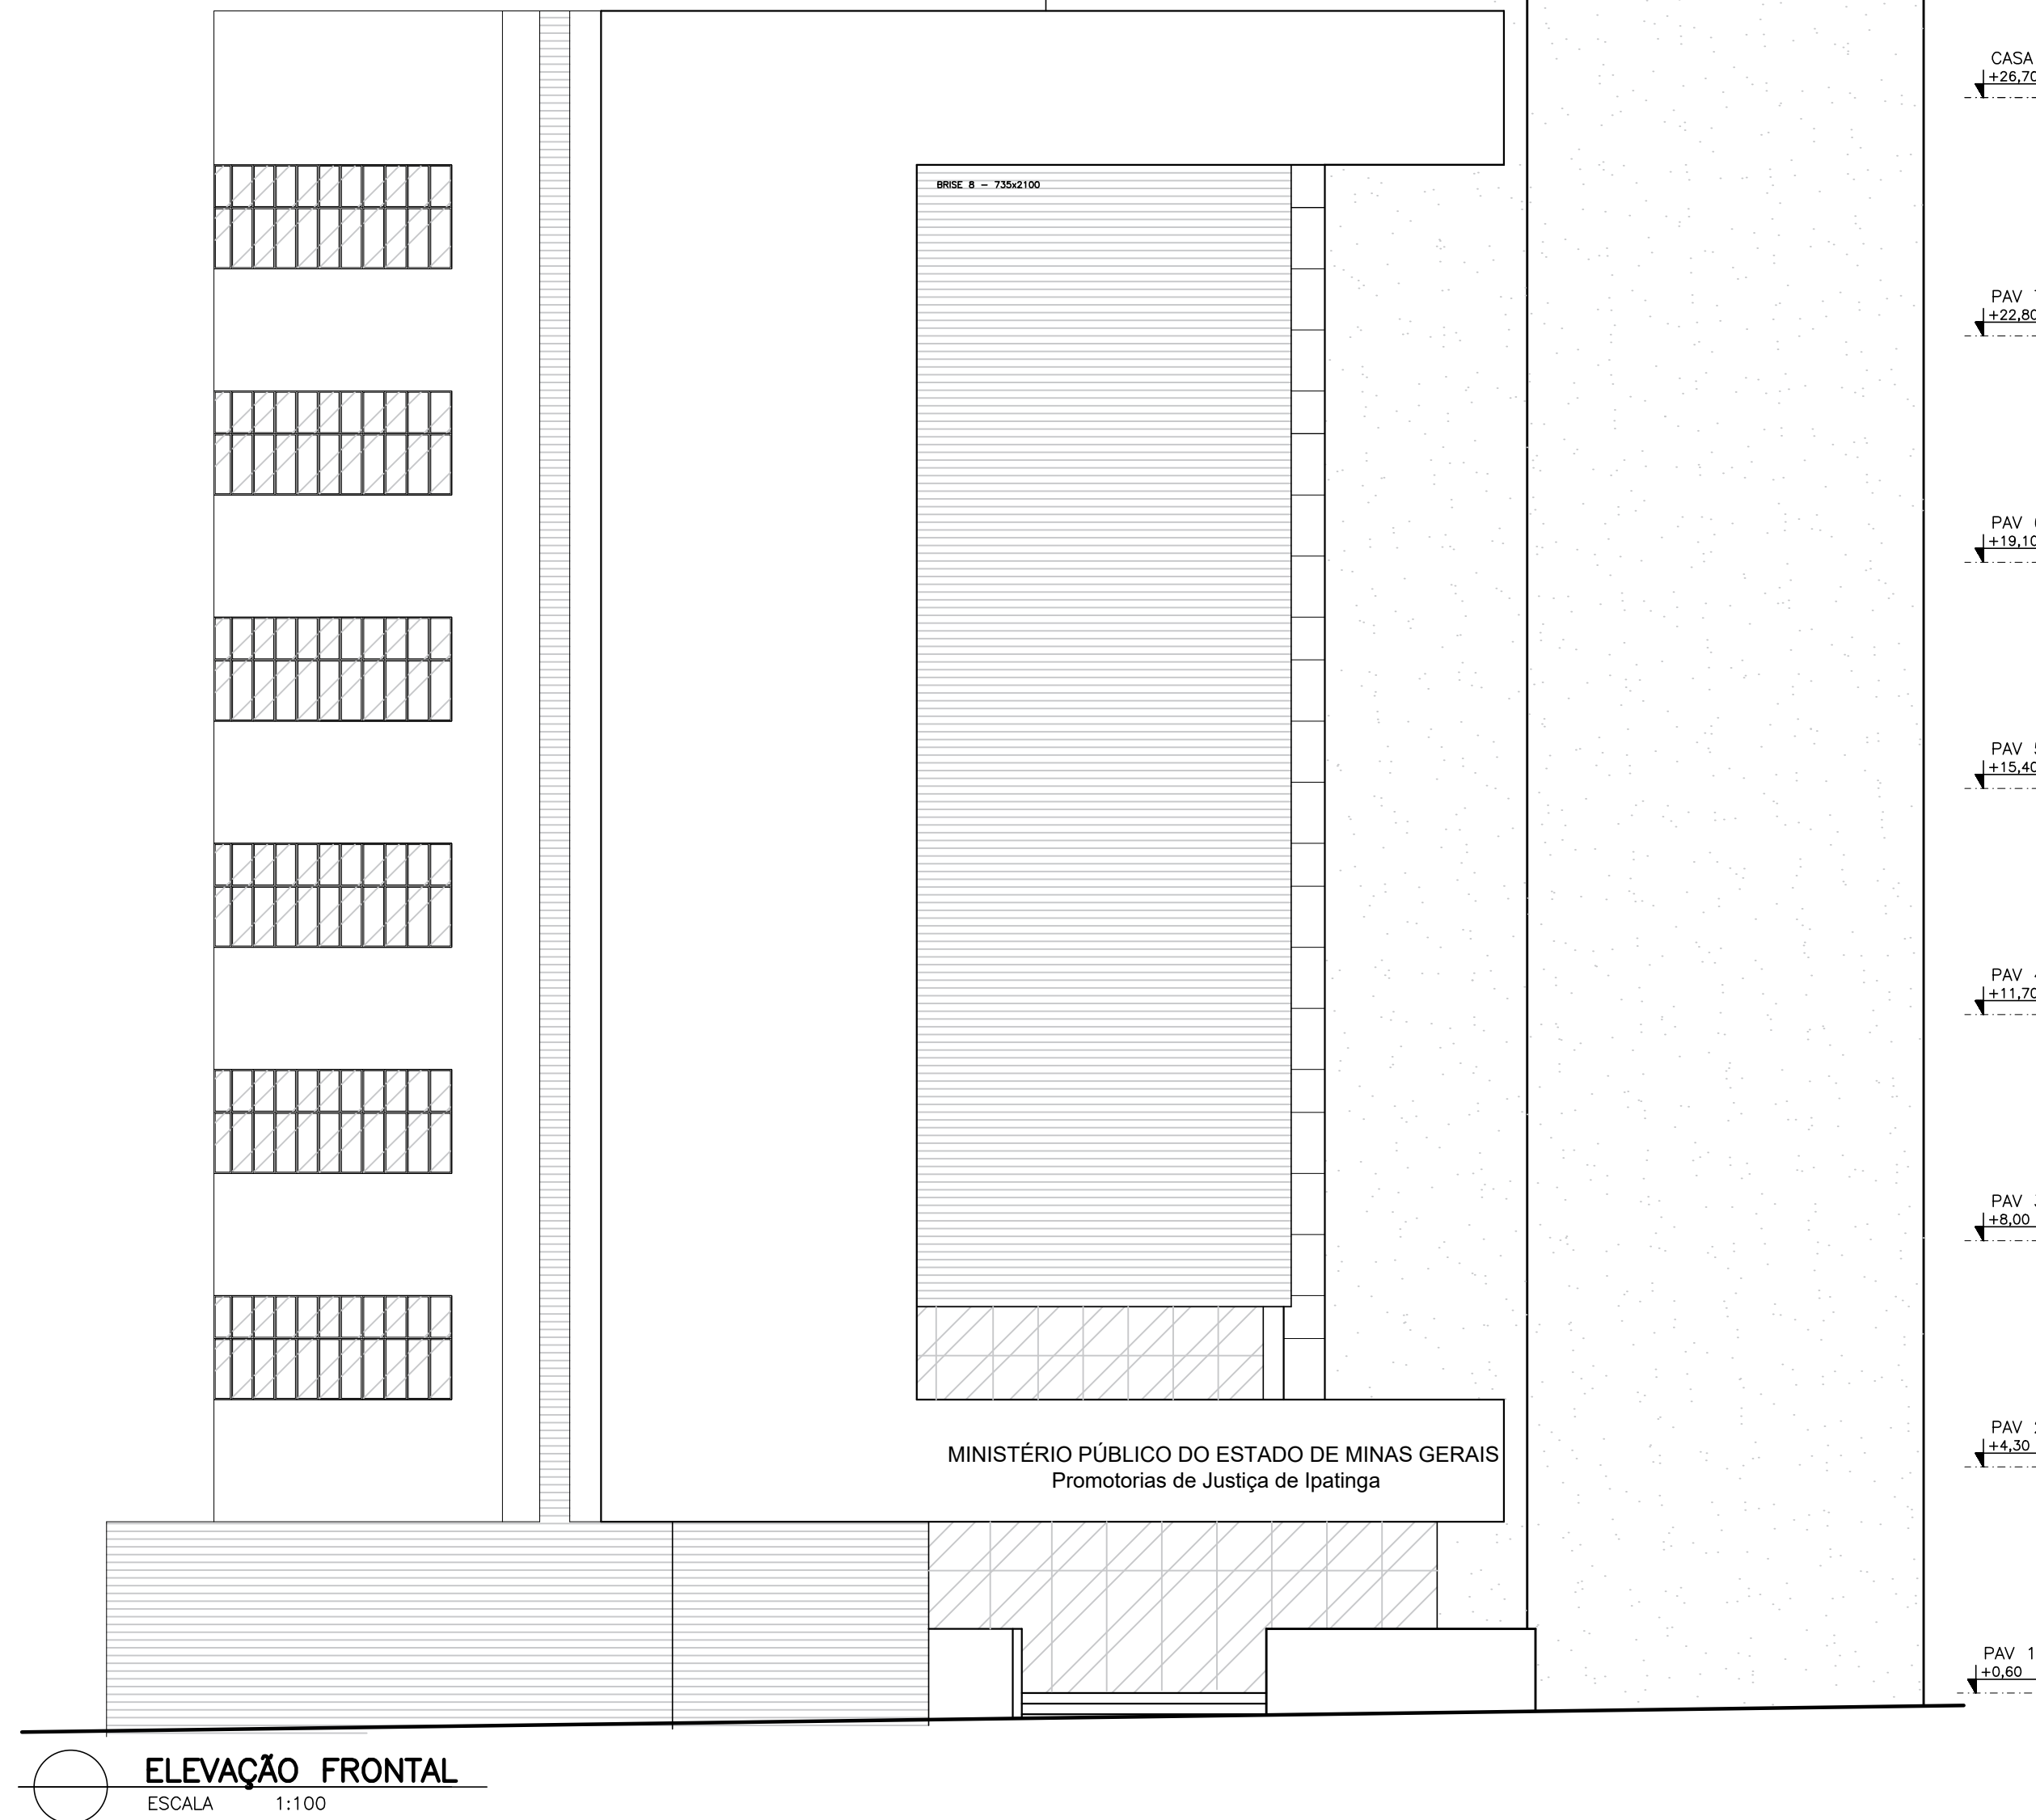 CASA
+26,70
BRISE 8 - 735x2100
PAV
+22,80
PAV
+19,10
PAV
+15,40
PAV
+11,70
PAV
+8,00
PAV
+4,30
MINISTÉRIO PÚBLICO DO ESTADO DE MINAS GERAIS
Promotorias de Justiça de Ipatinga
PAV 1
+0,60
ELEVAÇÃO FRONTAL
ESCALA 1:100